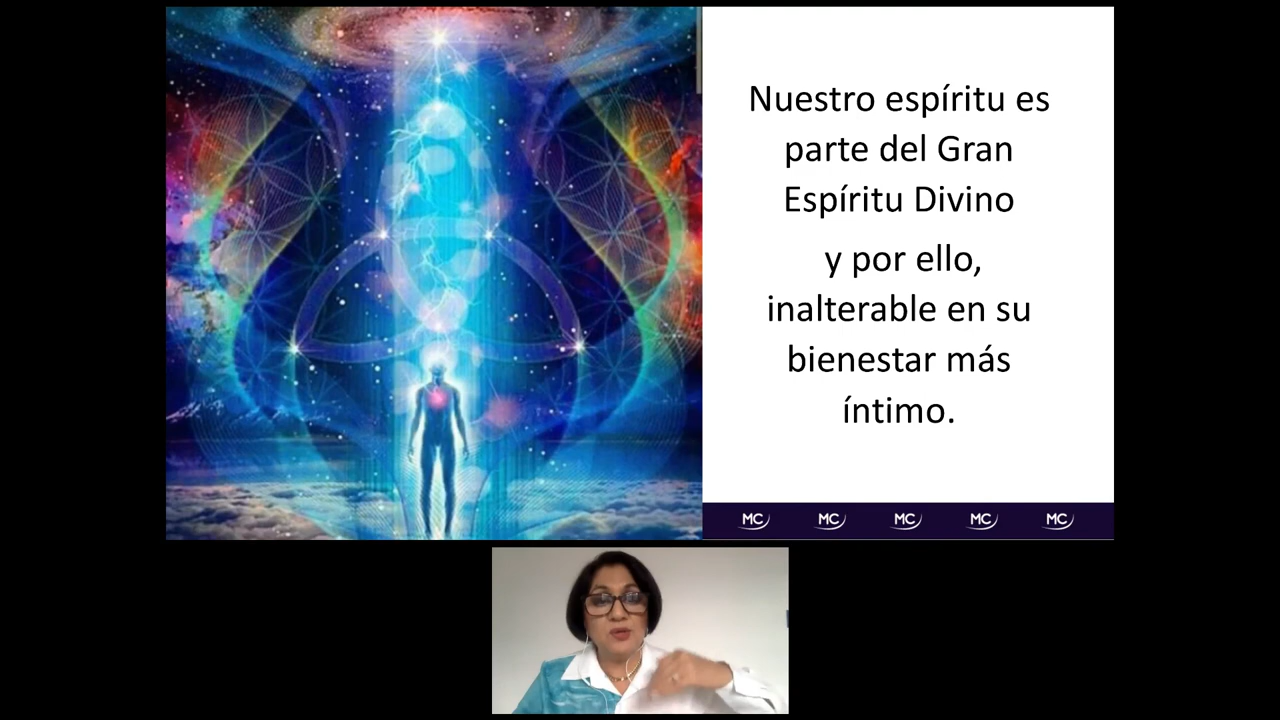 Nuestro espíritu es
parte del Gran
Espíritu Divino
y por ello,
inalterable en su
bienestar más
íntimo.
MC MC MC MC MC